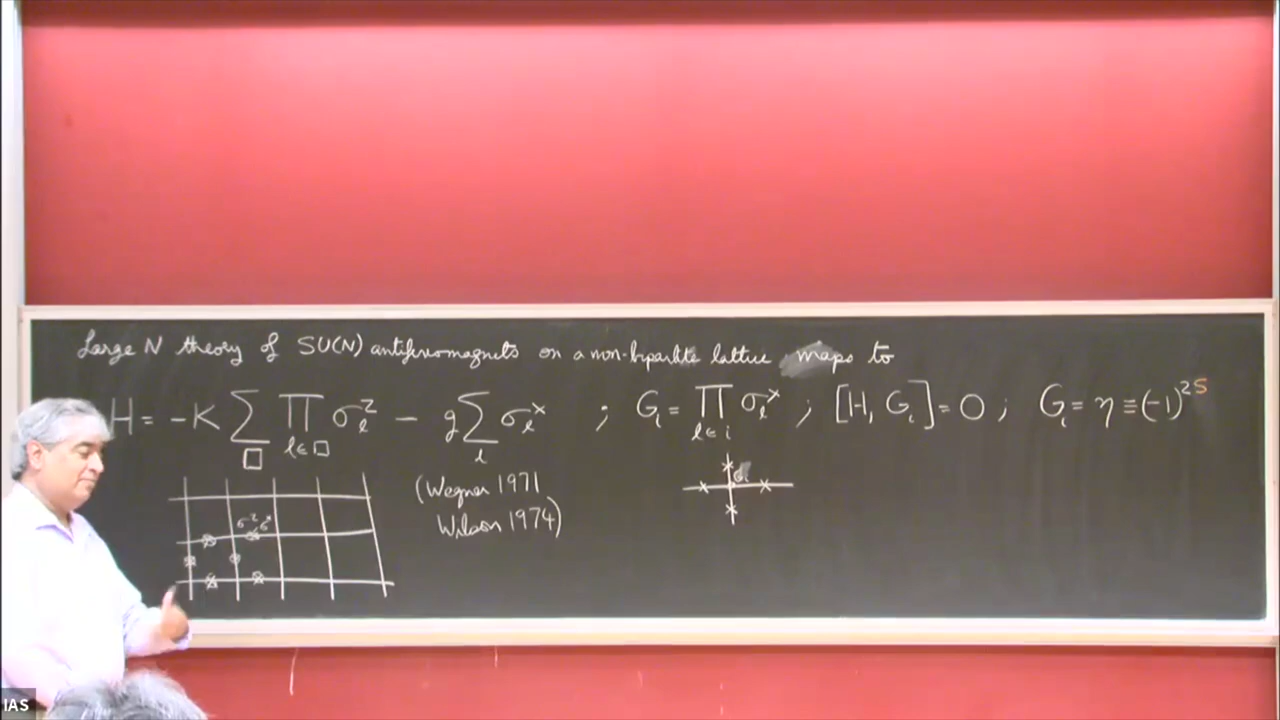 Large N theory of SU(N) antiferromagnets on a non-bipartite lattice maps to
H = -K ∑_□ ∏_{l∈□} σ_l^z - g ∑_l σ_l^x ; G_i = ∏_{l∈i} σ_l^x ; [H, G_i] = 0 ; G_i = η ≡ (-1)^{2S}
(Wegner 1971
Wilson 1974)
i
IAS